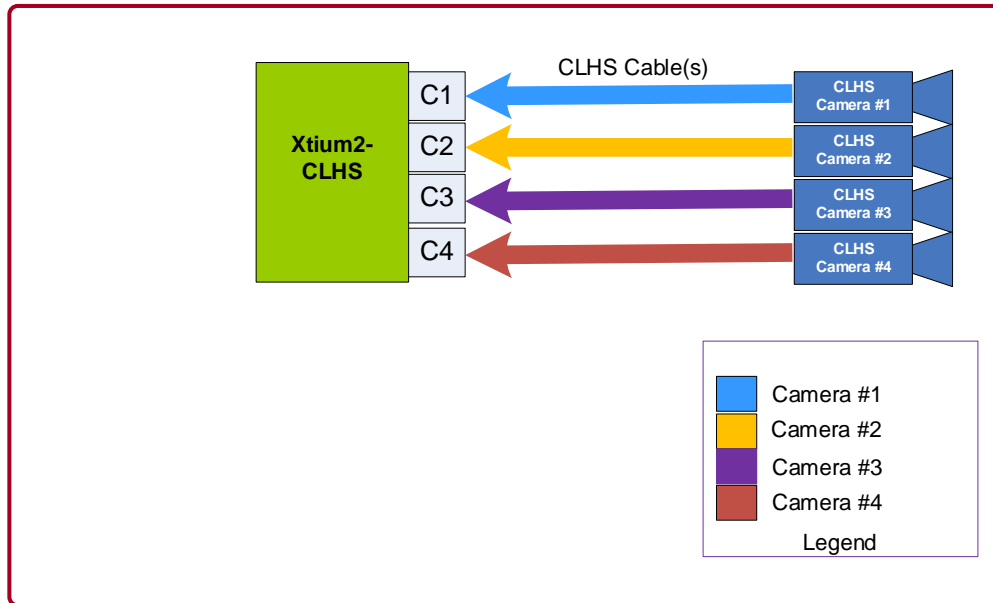 CLHS Cable(s)
Xtium2-
CLHS
C1
C2
C3
C4
CLHS
Camera #1
CLHS
Camera #2
CLHS
Camera #3
CLHS
Camera #4
Camera #1
Camera #2
Camera #3
Camera #4
Legend